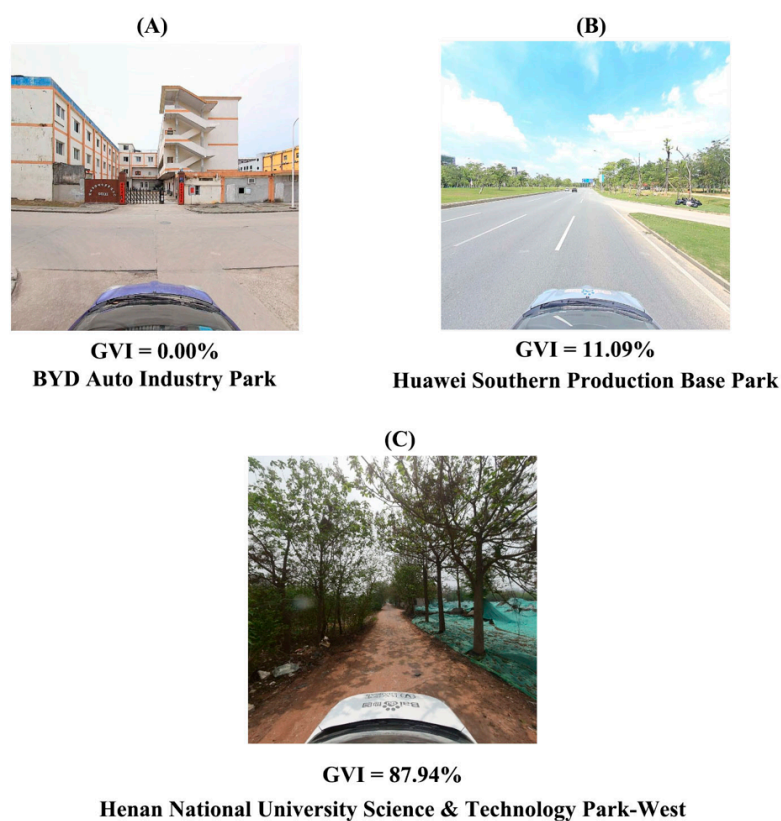 (A)
(B)
GVI = 0.00%
BYD Auto Industry Park
GVI = 11.09%
Huawei Southern Production Base Park
(C)
GVI = 87.94%
Henan National University Science & Technology Park-West